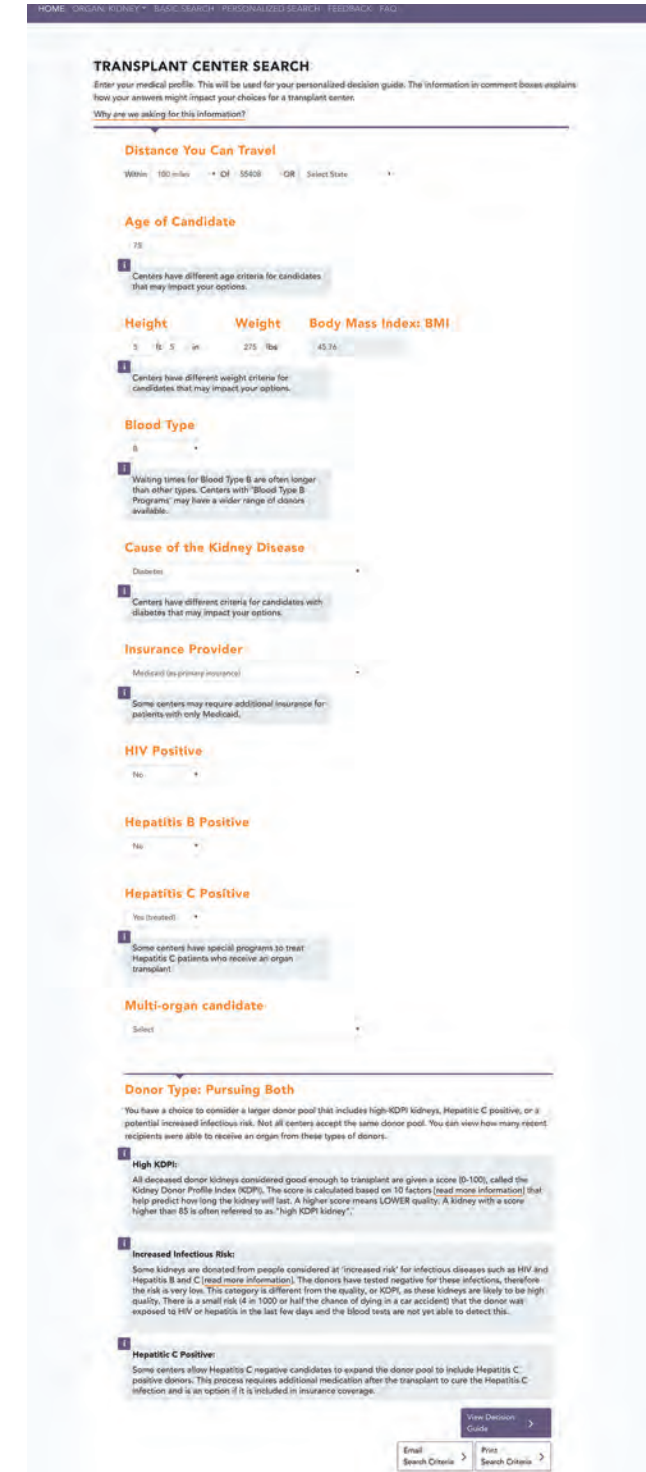 HOME ORGAN: KIDNEY BASIC SEARCH PERSONALIZED SEARCH FEEDBACK FAQ
TRANSPLANT CENTER SEARCH
Enter your medical profile. This will be used for your personalized decision guide. The information in comment boxes explains
how your answers might impact your choices for a transplant center.
Why are we asking for this information?
Distance You Can Travel
Within 100 miles Of 55408 OR Select State
Age of Candidate
75
i
Centers have different age criteria for candidates
that may impact your options.
Height Weight Body Mass Index: BMI
5 ft 5 in 275 lbs 45.76
i
Centers have different weight criteria for
candidates that may impact your options.
Blood Type
B
i
Waiting times for Blood Type B are often longer
than other types. Centers with "Blood Type B
Programs" may have a wider range of donors
available.
Cause of the Kidney Disease
Diabetes
i
Centers have different criteria for candidates with
diabetes that may impact your options.
Insurance Provider
Medicaid (as primary insurance)
i
Some centers may require additional insurance for
patients with only Medicaid.
HIV Positive
No
Hepatitis B Positive
No
Hepatitis C Positive
Yes (treated)
i
Some centers have special programs to treat
Hepatitis C patients who receive an organ
transplant
Multi-organ candidate
Select
Donor Type: Pursuing Both
You have a choice to consider a larger donor pool that includes high-KDPI kidneys, Hepatitis C positive, or a
potential increased infectious risk. Not all centers accept the same donor pool. You can view how many recent
recipients were able to receive an organ from these types of donors.
i
High KDPI:
All deceased donor kidneys considered good enough to transplant are given a score (0-100), called the
Kidney Donor Profile Index (KDPI). The score is calculated based on 10 factors [read more information] that
help predict how long the kidney will last. A higher score means LOWER quality. A kidney with a score
higher than 85 is often referred to as "high KDPI kidney".
i
Increased Infectious Risk:
Some kidneys are donated from people considered at 'increased risk' for infectious diseases such as HIV and
Hepatitis B and C [read more information]. The donors have tested negative for these infections, therefore
the risk is very low. This category is different from the quality, or KDPI, as these kidneys are likely to be high
quality. There is a small risk (4 in 1000 or half the chance of dying in a car accident) that the donor was
exposed to HIV or hepatitis in the last few days and the blood tests are not yet able to detect this.
i
Hepatitic C Positive:
Some centers allow Hepatitis C negative candidates to expand the donor pool to include Hepatitis C
positive donors. This process requires additional medication after the transplant to cure the Hepatitis C
infection and is an option if it is included in insurance coverage.
View Decision
Guide
Email
Search Criteria
Print
Search Criteria